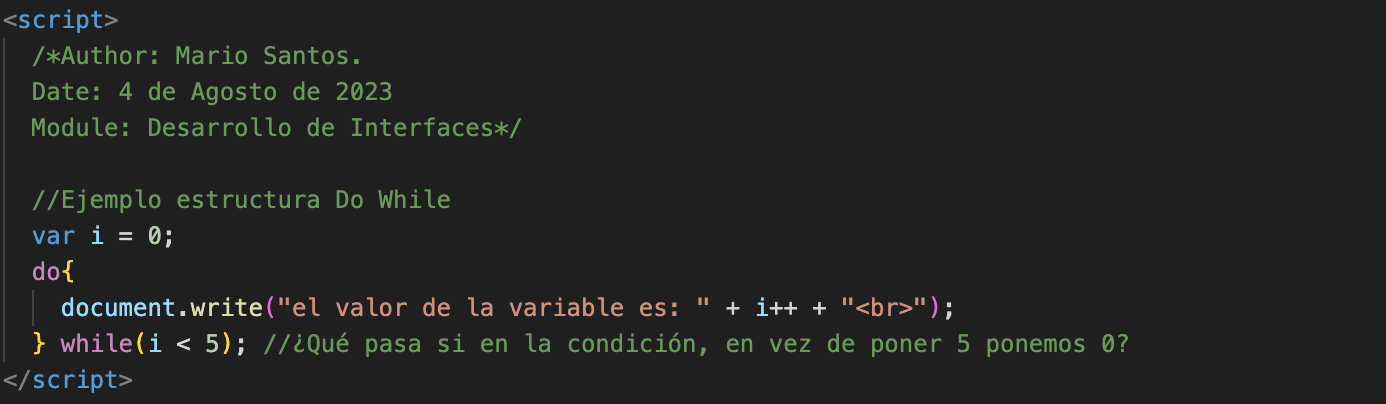 <script>
/*Author: Mario Santos.
Date: 4 de Agosto de 2023
Module: Desarrollo de Interfaces*/
//Ejemplo estructura Do While
var i = 0;
do{
document.write("el valor de la variable es: " + i++ + "<br>");
} while(i < 5); //¿Qué pasa si en la condición, en vez de poner 5 ponemos 0?
</script>